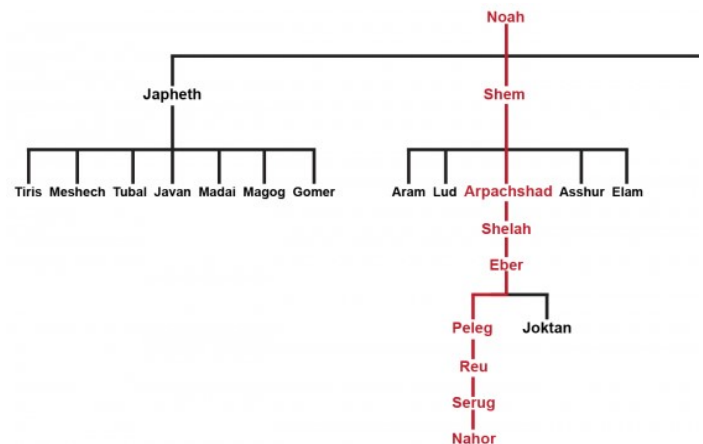 Noah
Japheth Shem
Tiris Meshech Tubal Javan Madai Magog Gomer Aram Lud Arpachshad Asshur Elam
Shelah
Eber
Peleg Joktan
Reu
Serug
Nahor